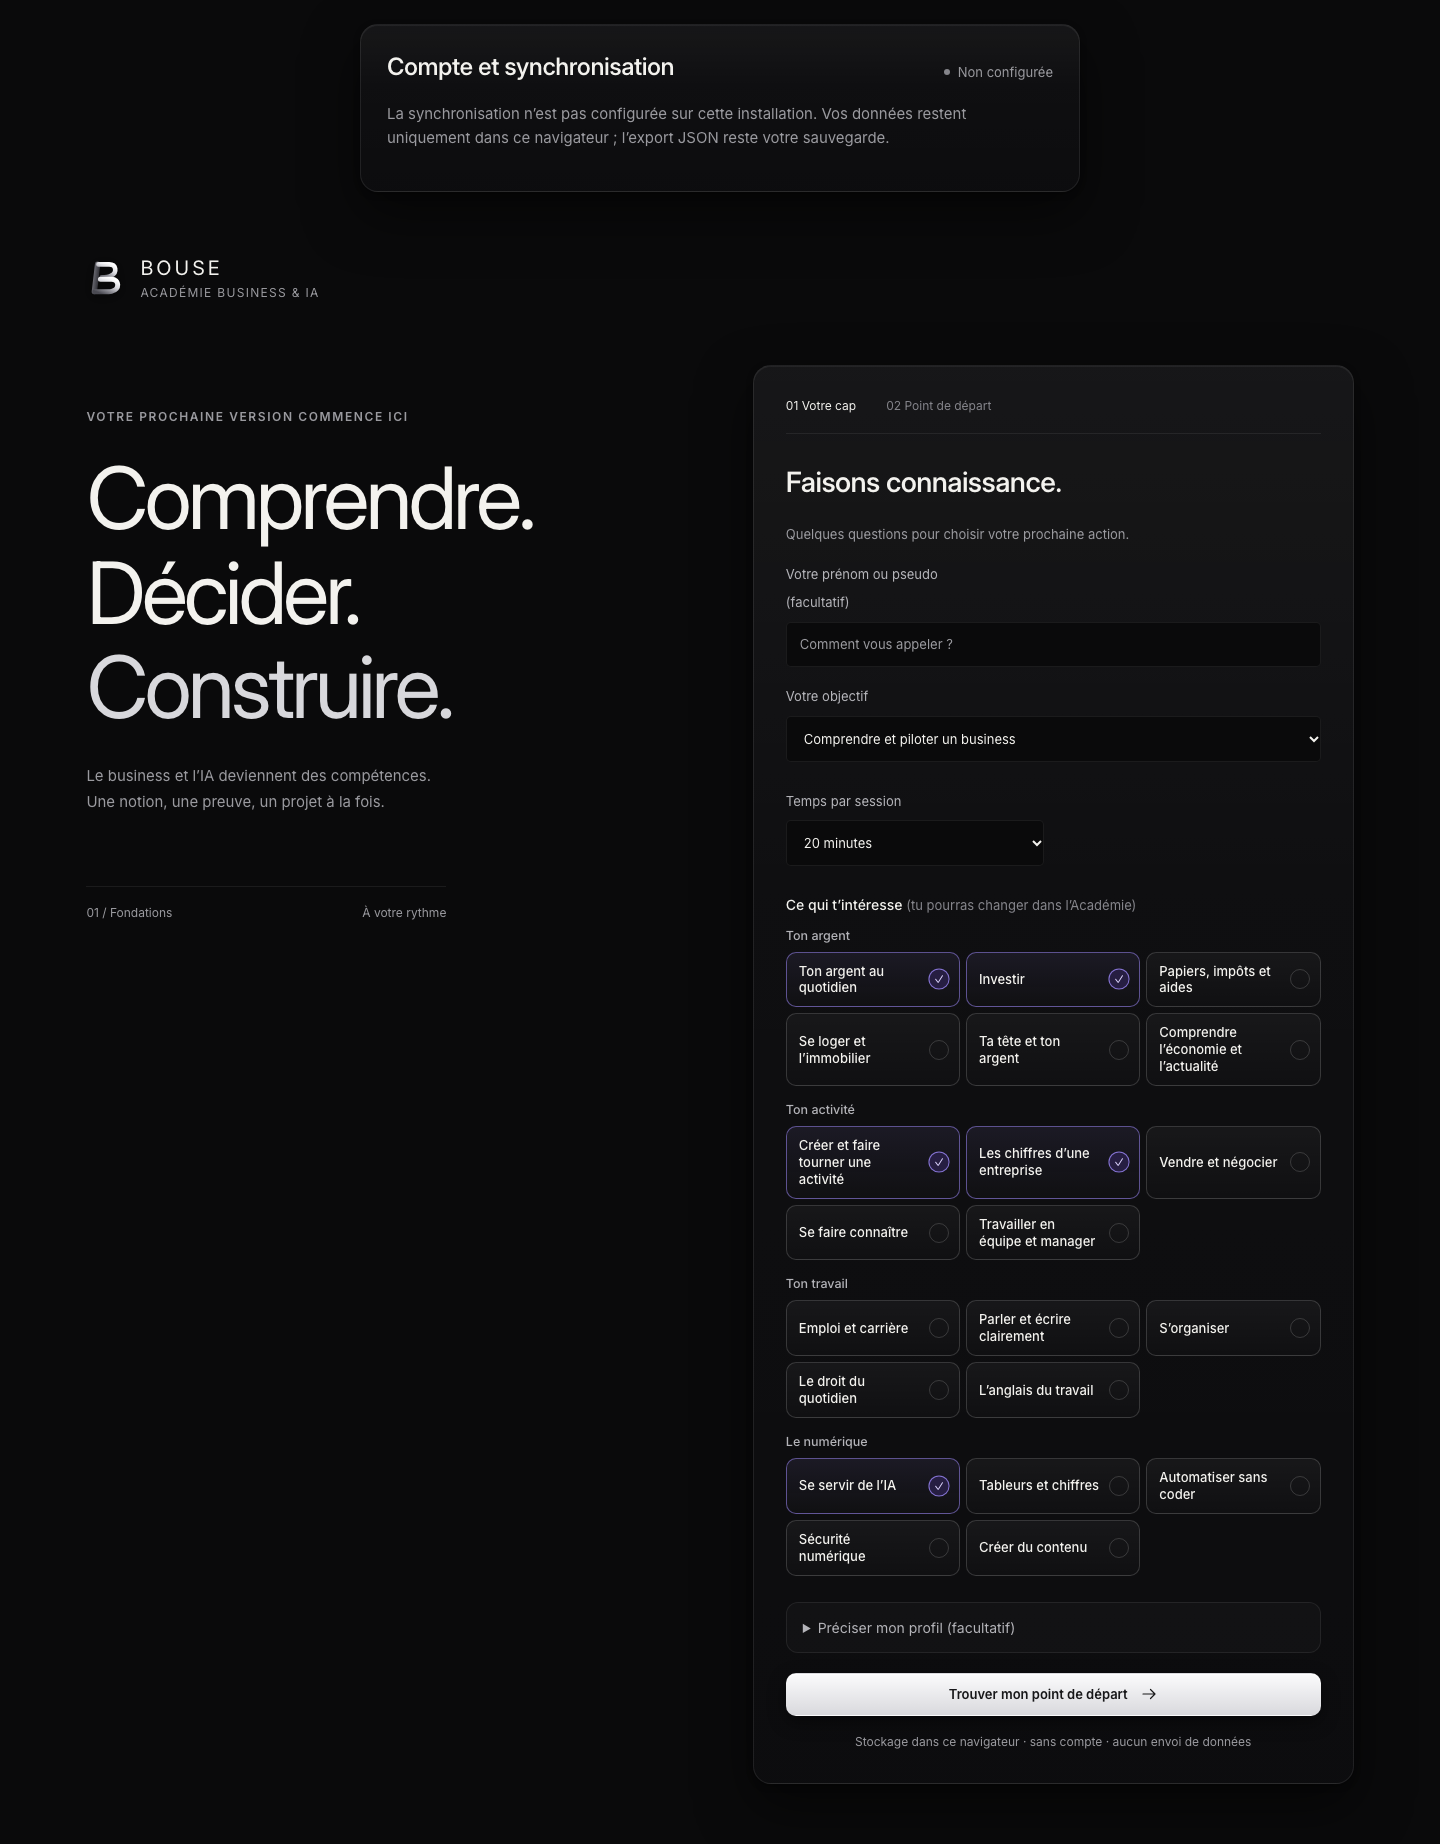 Compte et synchronisation
Non configurée
La synchronisation n’est pas configurée sur cette installation. Vos données restent
uniquement dans ce navigateur ; l’export JSON reste votre sauvegarde.
B
BOUSE
ACADÉMIE BUSINESS & IA
VOTRE PROCHAINE VERSION COMMENCE ICI
Comprendre.
Décider.
Construire.
Le business et l’IA deviennent des compétences.
Une notion, une preuve, un projet à la fois.
01 / Fondations
À votre rythme
01 Votre cap
02 Point de départ
Faisons connaissance.
Quelques questions pour choisir votre prochaine action.
Votre prénom ou pseudo
(facultatif)
Comment vous appeler ?
Votre objectif
Comprendre et piloter un business
Temps par session
20 minutes
Ce qui t’intéresse (tu pourras changer dans l’Académie)
Ton argent
Ton argent au
quotidien
Investir
Papiers, impôts et
aides
Se loger et
l’immobilier
Ta tête et ton
argent
Comprendre
l’économie et
l’actualité
Ton activité
Créer et faire
tourner une
activité
Les chiffres d’une
entreprise
Vendre et négocier
Se faire connaître
Travailler en
équipe et manager
Ton travail
Emploi et carrière
Parler et écrire
clairement
S’organiser
Le droit du
quotidien
L’anglais du travail
Le numérique
Se servir de l’IA
Tableurs et chiffres
Automatiser sans
coder
Sécurité
numérique
Créer du contenu
Préciser mon profil (facultatif)
Trouver mon point de départ →
Stockage dans ce navigateur · sans compte · aucun envoi de données